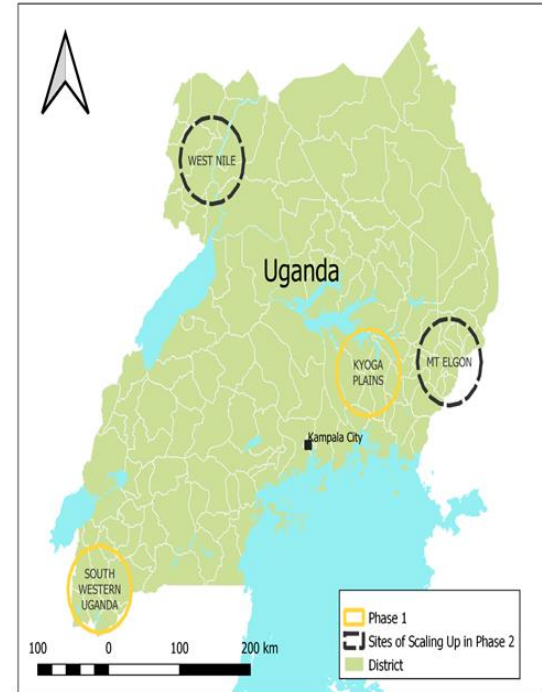 WEST NILE
Uganda
KYOGA
PLAINS
MT ELGON
Kampala City
SOUTH
WESTERN
UGANDA
Phase 1
Sites of Scaling Up in Phase 2
District
100 0 100 200 km